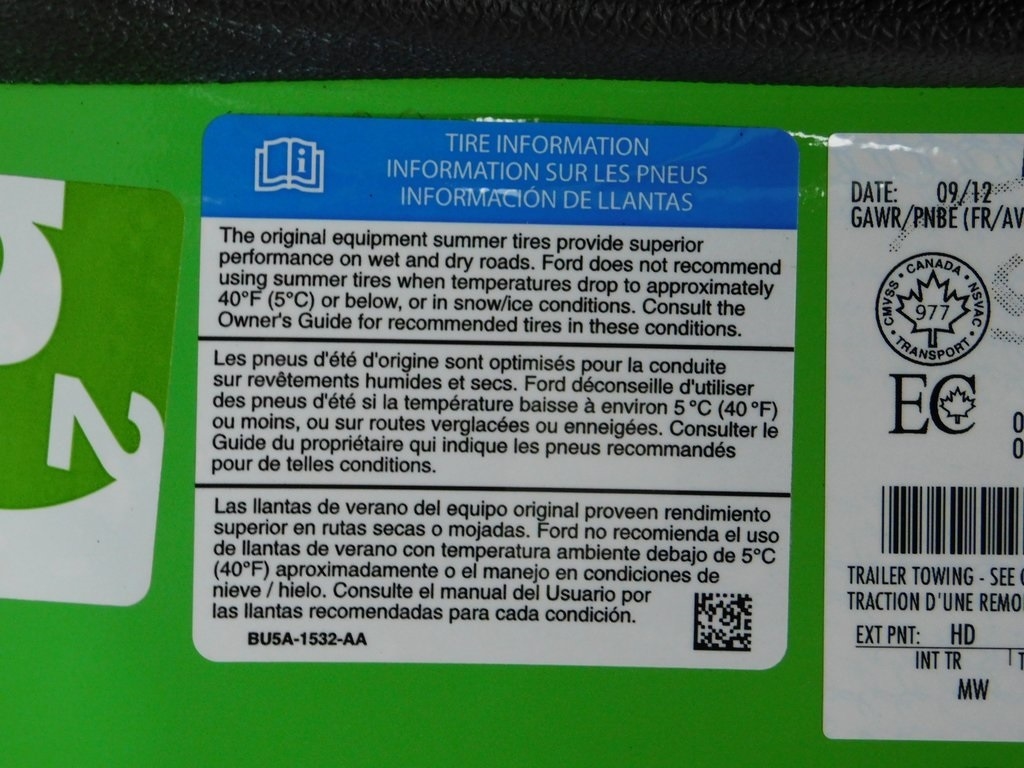 2
TIRE INFORMATION
INFORMATION SUR LES PNEUS
INFORMACIÓN DE LLANTAS
The original equipment summer tires provide superior
performance on wet and dry roads. Ford does not recommend
using summer tires when temperatures drop to approximately
40°F (5°C) or below, or in snow/ice conditions. Consult the
Owner's Guide for recommended tires in these conditions.
Les pneus d'été d'origine sont optimisés pour la conduite
sur revêtements humides et secs. Ford déconseille d'utiliser
des pneus d'été si la température baisse à environ 5°C (40°F)
ou moins, ou sur routes verglacées ou enneigées. Consulter le
Guide du propriétaire qui indique les pneus recommandés
pour de telles conditions.
Las llantas de verano del equipo original proveen rendimiento
superior en rutas secas o mojadas. Ford no recomienda el uso
de llantas de verano con temperatura ambiente debajo de 5°C
(40°F) aproximadamente o el manejo en condiciones de
nieve / hielo. Consulte el manual del Usuario por
las llantas recomendadas para cada condición.
BU5A-1532-AA
DATE: 09/12
GAWR/PNBE (FR/AV
CMVSS • CANADA • NSVAC • TRANSPORT •
977
EC
TRAILER TOWING - SEE
TRACTION D'UNE REMO
EXT PNT: HD
INT TR
MW